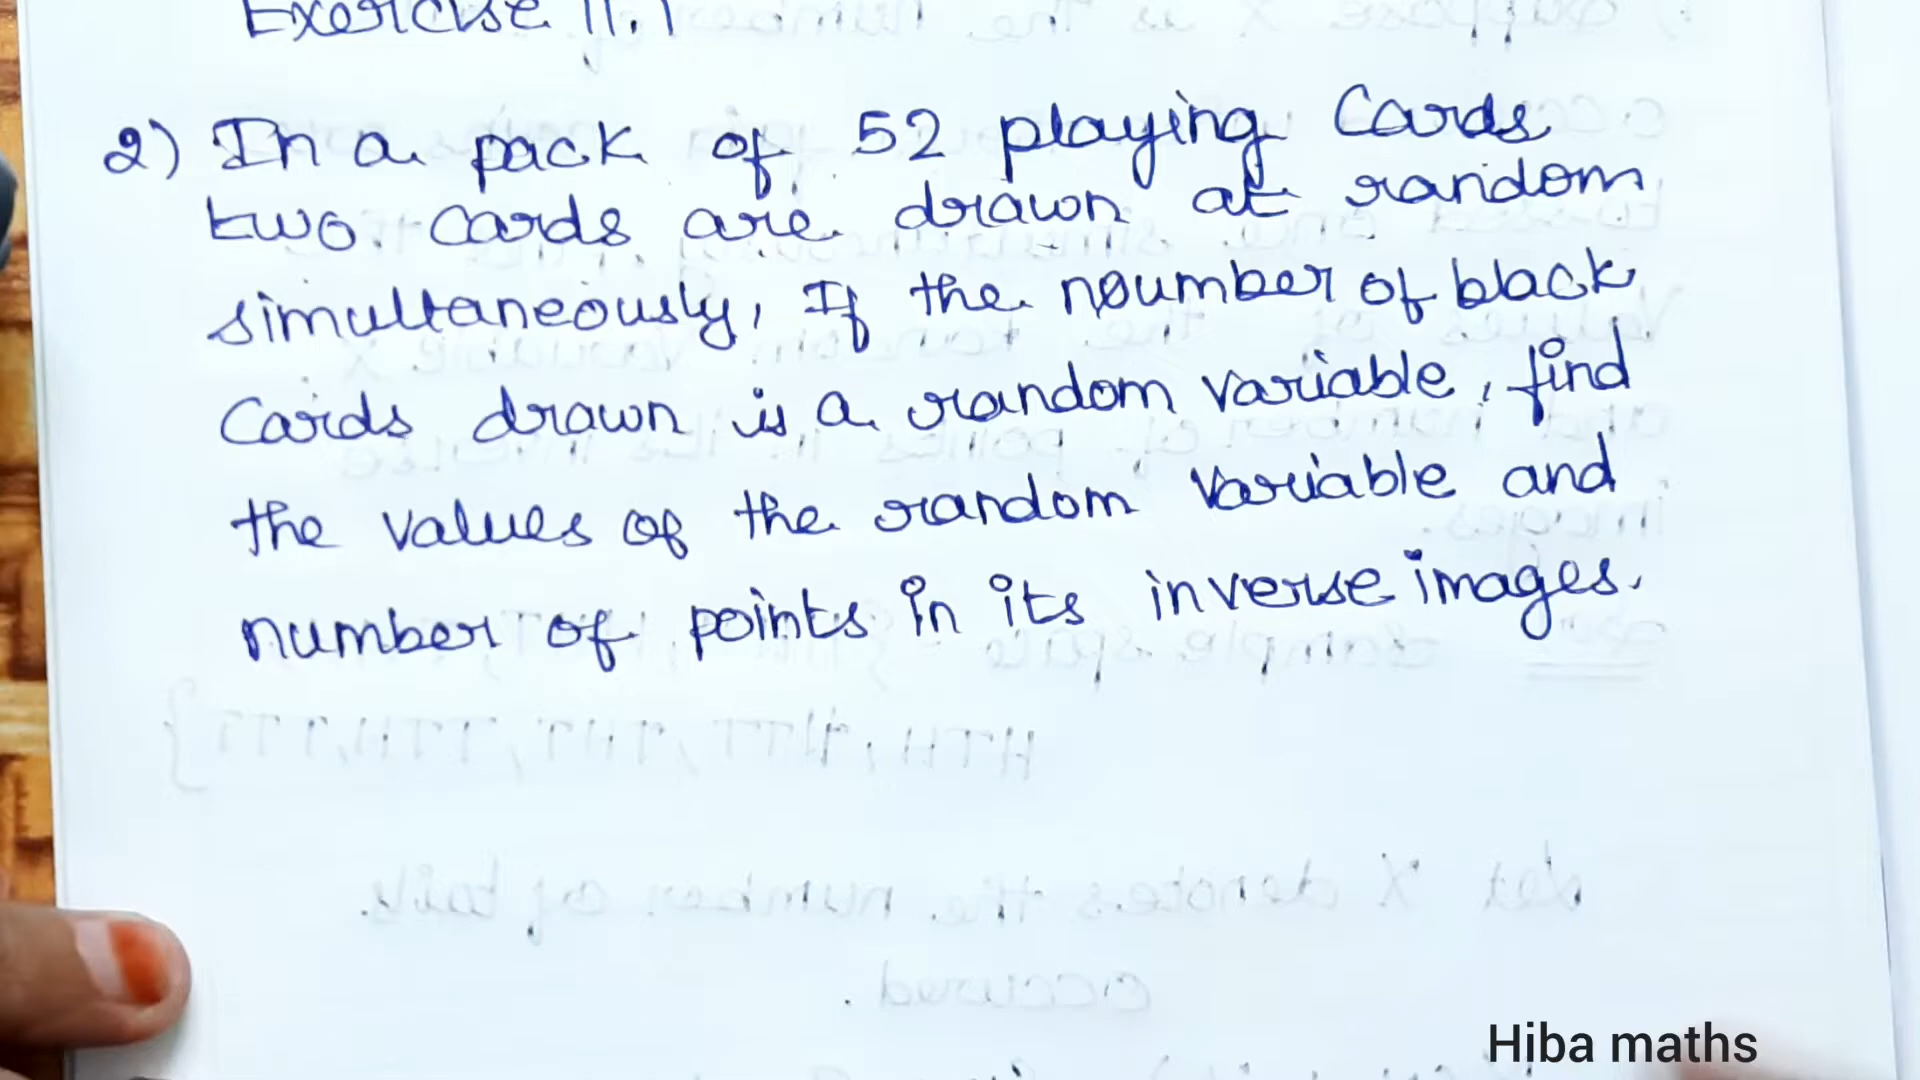 Exercise 11.1
2) In a pack of 52 playing Cards
two cards are drawn at random
simultaneously, If the number of black
Cards drawn is a random variable, find
the values of the random variable and
number of points in its inverse images.
Hiba maths